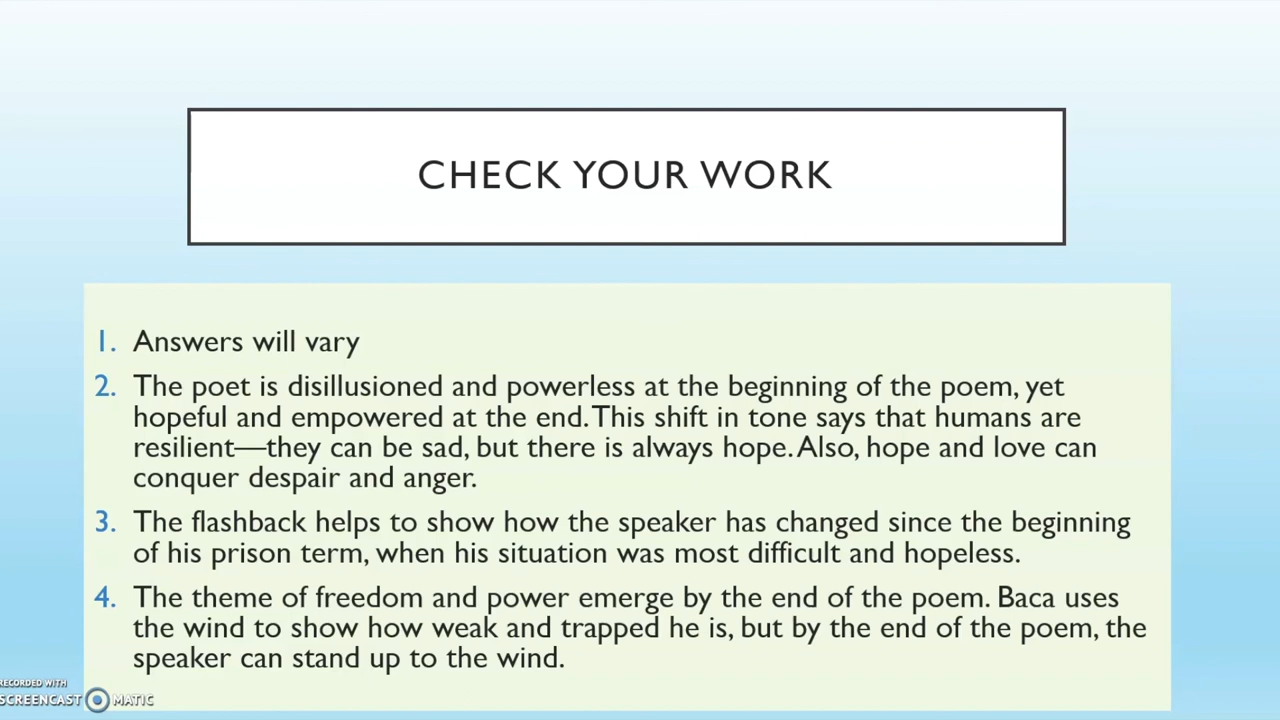 CHECK YOUR WORK
1. Answers will vary
2. The poet is disillusioned and powerless at the beginning of the poem, yet
hopeful and empowered at the end. This shift in tone says that humans are
resilient—they can be sad, but there is always hope. Also, hope and love can
conquer despair and anger.
3. The flashback helps to show how the speaker has changed since the beginning
of his prison term, when his situation was most difficult and hopeless.
4. The theme of freedom and power emerge by the end of the poem. Baca uses
the wind to show how weak and trapped he is, but by the end of the poem, the
speaker can stand up to the wind.
RECORDED WITH
SCREENCAST MATIC